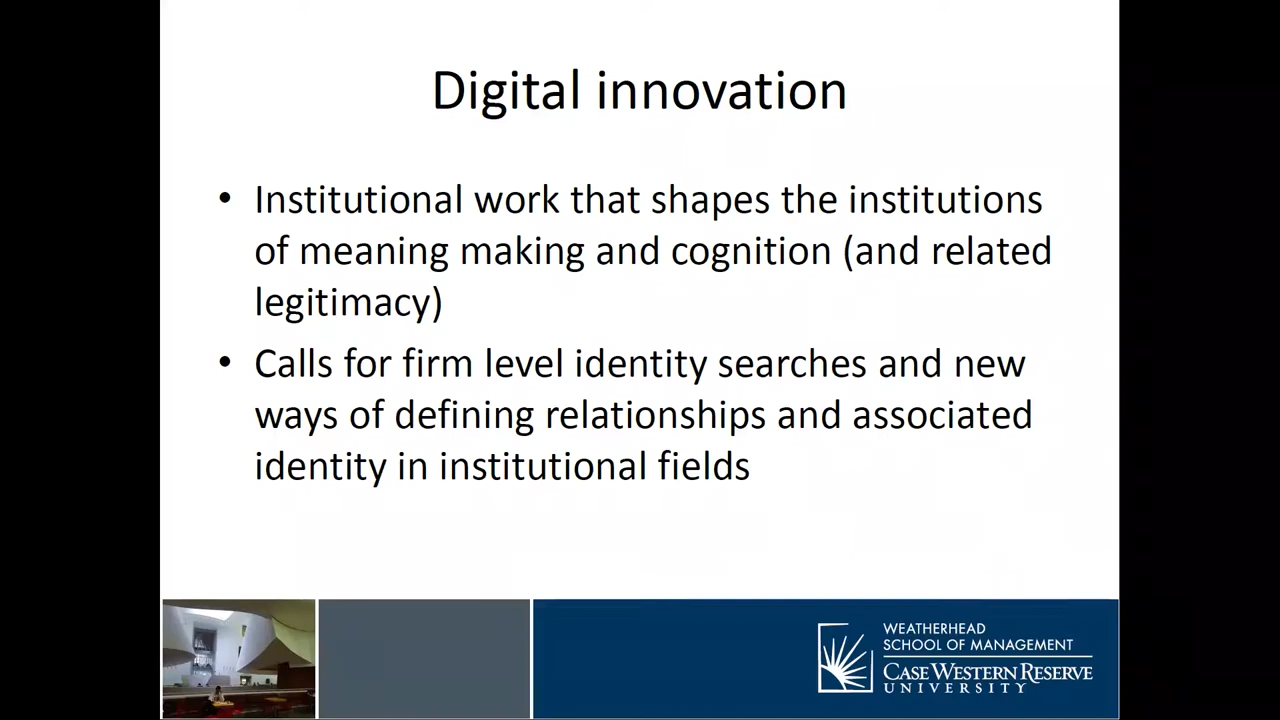 Digital innovation
• Institutional work that shapes the institutions
of meaning making and cognition (and related
legitimacy)
• Calls for firm level identity searches and new
ways of defining relationships and associated
identity in institutional fields
WEATHERHEAD
SCHOOL OF MANAGEMENT
CASE WESTERN RESERVE
UNIVERSITY